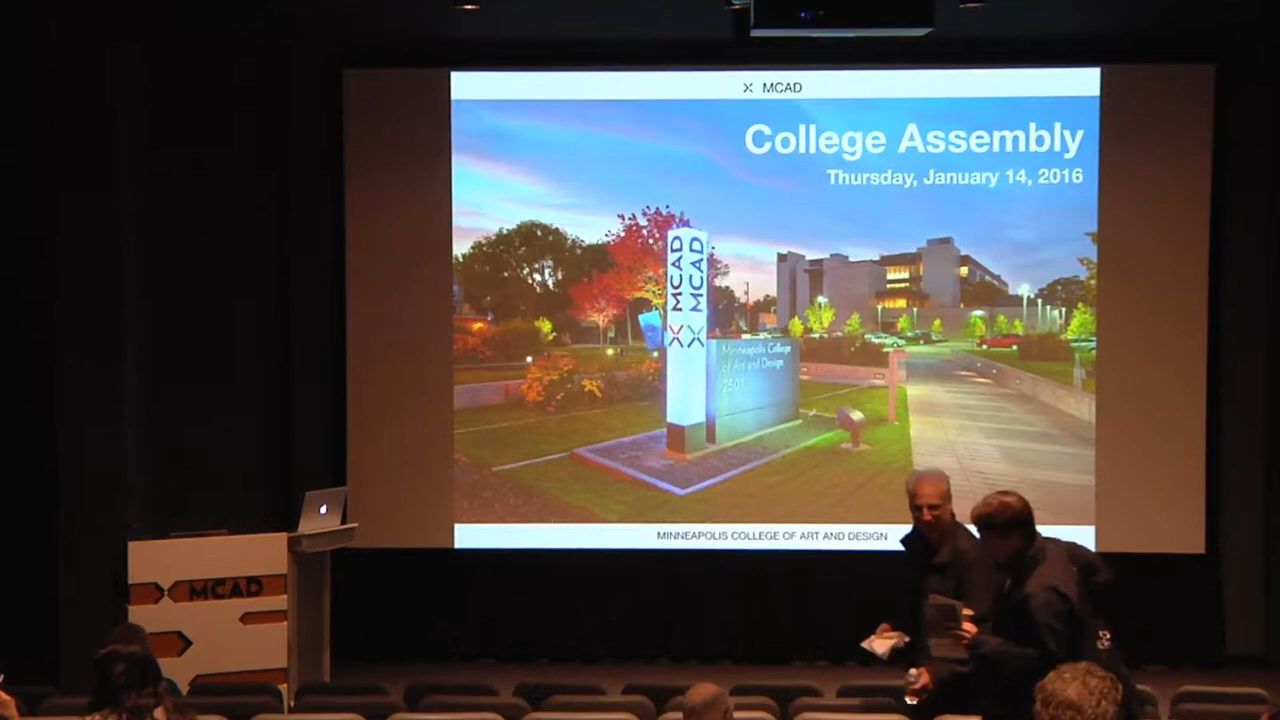 MCAD
College Assembly
Thursday, January 14, 2016
MCAD
MCAD
Minneapolis College
of Art and Design
2501
MINNEAPOLIS COLLEGE OF ART AND DESIGN
MCAD